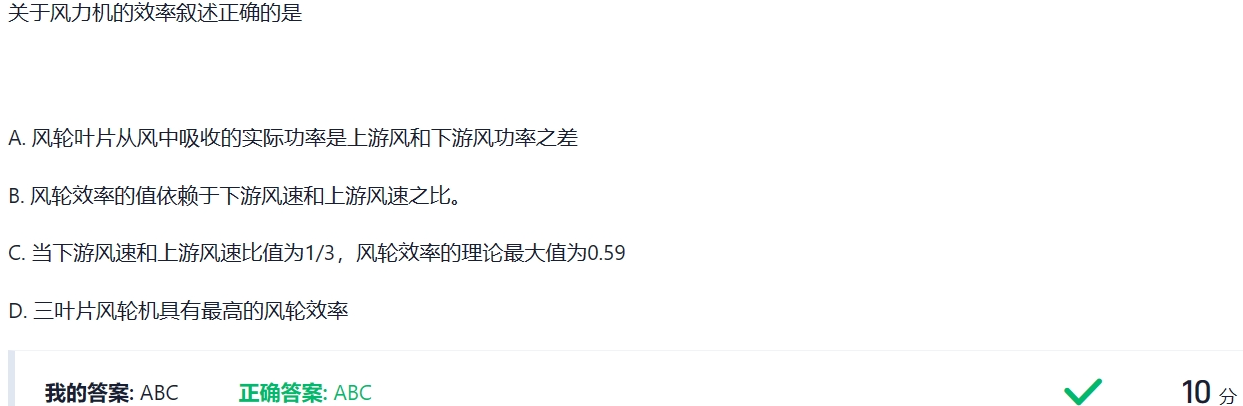 关于风力机的效率叙述正确的是
A. 风轮叶片从风中吸收的实际功率是上游风和下游风功率之差
B. 风轮效率的值依赖于下游风速和上游风速之比。
C. 当下游风速和上游风速比值为1/3，风轮效率的理论最大值为0.59
D. 三叶片风轮机具有最高的风轮效率
我的答案: ABC 正确答案: ABC 10 分